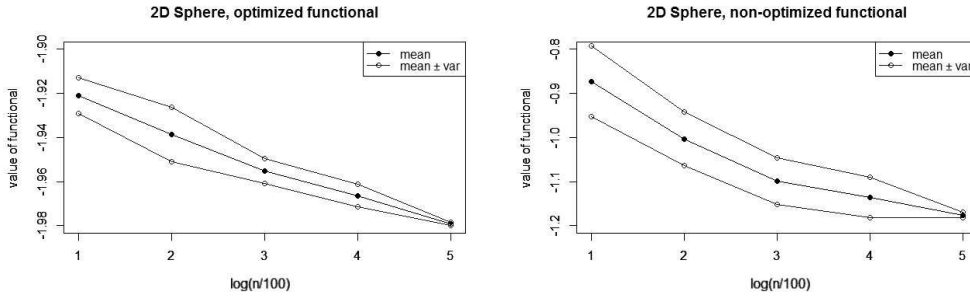 2D Sphere, optimized functional
value of functional
-1.90
-1.92
-1.94
-1.96
-1.98
mean
mean ± var
1 2 3 4 5
log(n/100)
2D Sphere, non-optimized functional
value of functional
-0.8
-0.9
-1.0
-1.1
-1.2
mean
mean ± var
1 2 3 4 5
log(n/100)